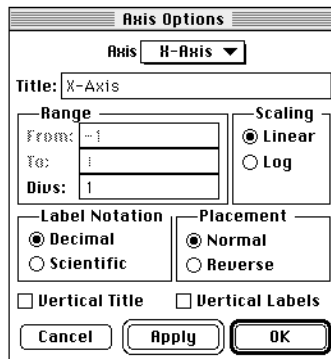 Axis Options
Axis X-Axis
Title: X-Axis
Range
From: -1
To: 1
Divs: 1
Scaling
Linear
Log
Label Notation
Decimal
Scientific
Placement
Normal
Reverse
Vertical Title
Vertical Labels
Cancel
Apply
OK